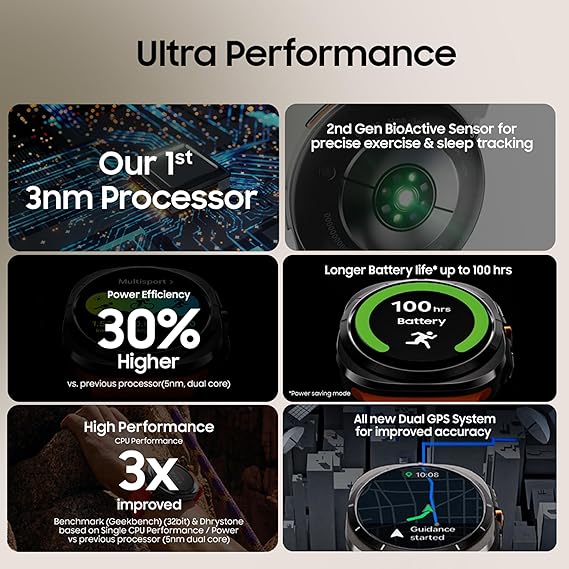 Ultra Performance
Our 1st
3nm Processor
2nd Gen BioActive Sensor for
precise exercise & sleep tracking
Multisport >
Power Efficiency
30%
Higher
vs. previous processor(5nm, dual core)
Longer Battery life* up to 100 hrs
100 hrs
Battery
*Power saving mode
High Performance
CPU Performance
3x
improved
Benchmark (Geekbench) (32bit) & Dhrystone
based on Single CPU Performance / Power
vs previous processor (5nm dual core)
All new Dual GPS System
for improved accuracy
10:08
Guidance
started